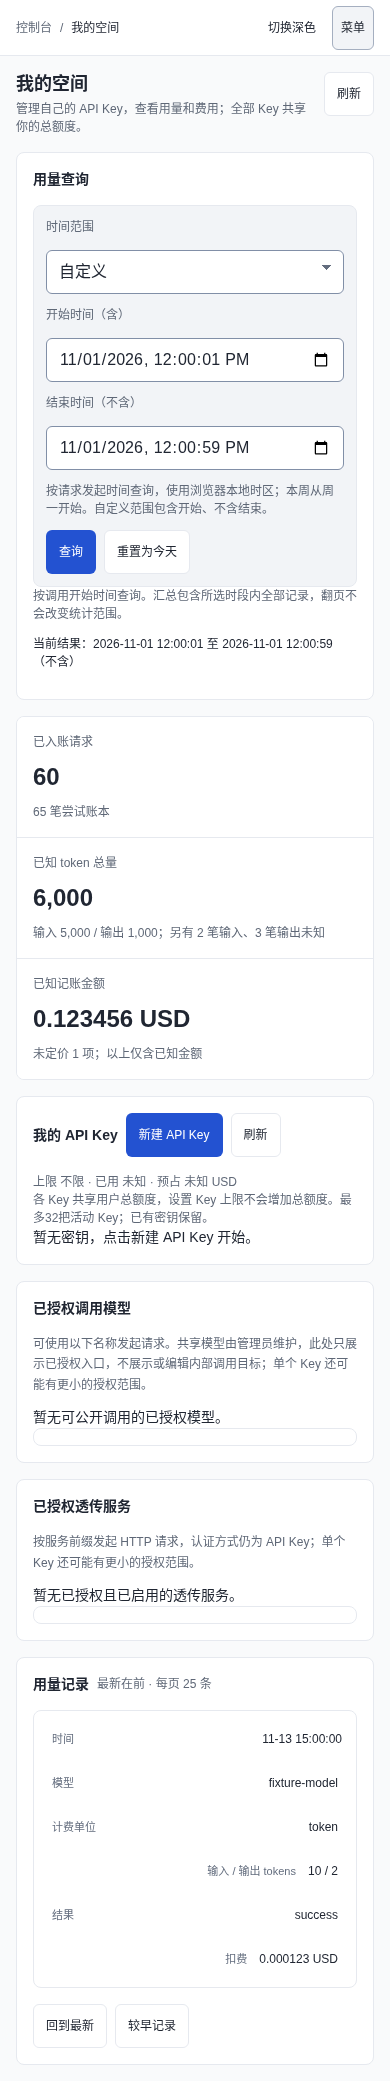 控制台 / 我的空间
切换深色
菜单
我的空间
管理自己的 API Key，查看用量和费用；全部 Key 共享
你的总额度。
刷新
用量查询
时间范围
自定义
开始时间（含）
11/01/2026, 12:00:01 PM
结束时间（不含）
11/01/2026, 12:00:59 PM
按请求发起时间查询，使用浏览器本地时区；本周从周
一开始。自定义范围包含开始、不含结束。
查询
重置为今天
按调用开始时间查询。汇总包含所选时段内全部记录，翻页不
会改变统计范围。
当前结果：2026-11-01 12:00:01 至 2026-11-01 12:00:59
（不含）
已入账请求
60
65 笔尝试账本
已知 token 总量
6,000
输入 5,000 / 输出 1,000；另有 2 笔输入、3 笔输出未知
已知记账金额
0.123456 USD
未定价 1 项；以上仅含已知金额
我的 API Key
新建 API Key
刷新
上限 不限 · 已用 未知 · 预占 未知 USD
各 Key 共享用户总额度，设置 Key 上限不会增加总额度。最
多32把活动 Key；已有密钥保留。
暂无密钥，点击新建 API Key 开始。
已授权调用模型
可使用以下名称发起请求。共享模型由管理员维护，此处只展
示已授权入口，不展示或编辑内部调用目标；单个 Key 还可
能有更小的授权范围。
暂无可公开调用的已授权模型。
已授权透传服务
按服务前缀发起 HTTP 请求，认证方式仍为 API Key；单个
Key 还可能有更小的授权范围。
暂无已授权且已启用的透传服务。
用量记录 最新在前 · 每页 25 条
时间 11-13 15:00:00
模型 fixture-model
计费单位 token
输入 / 输出 tokens 10 / 2
结果 success
扣费 0.000123 USD
回到最新
较早记录